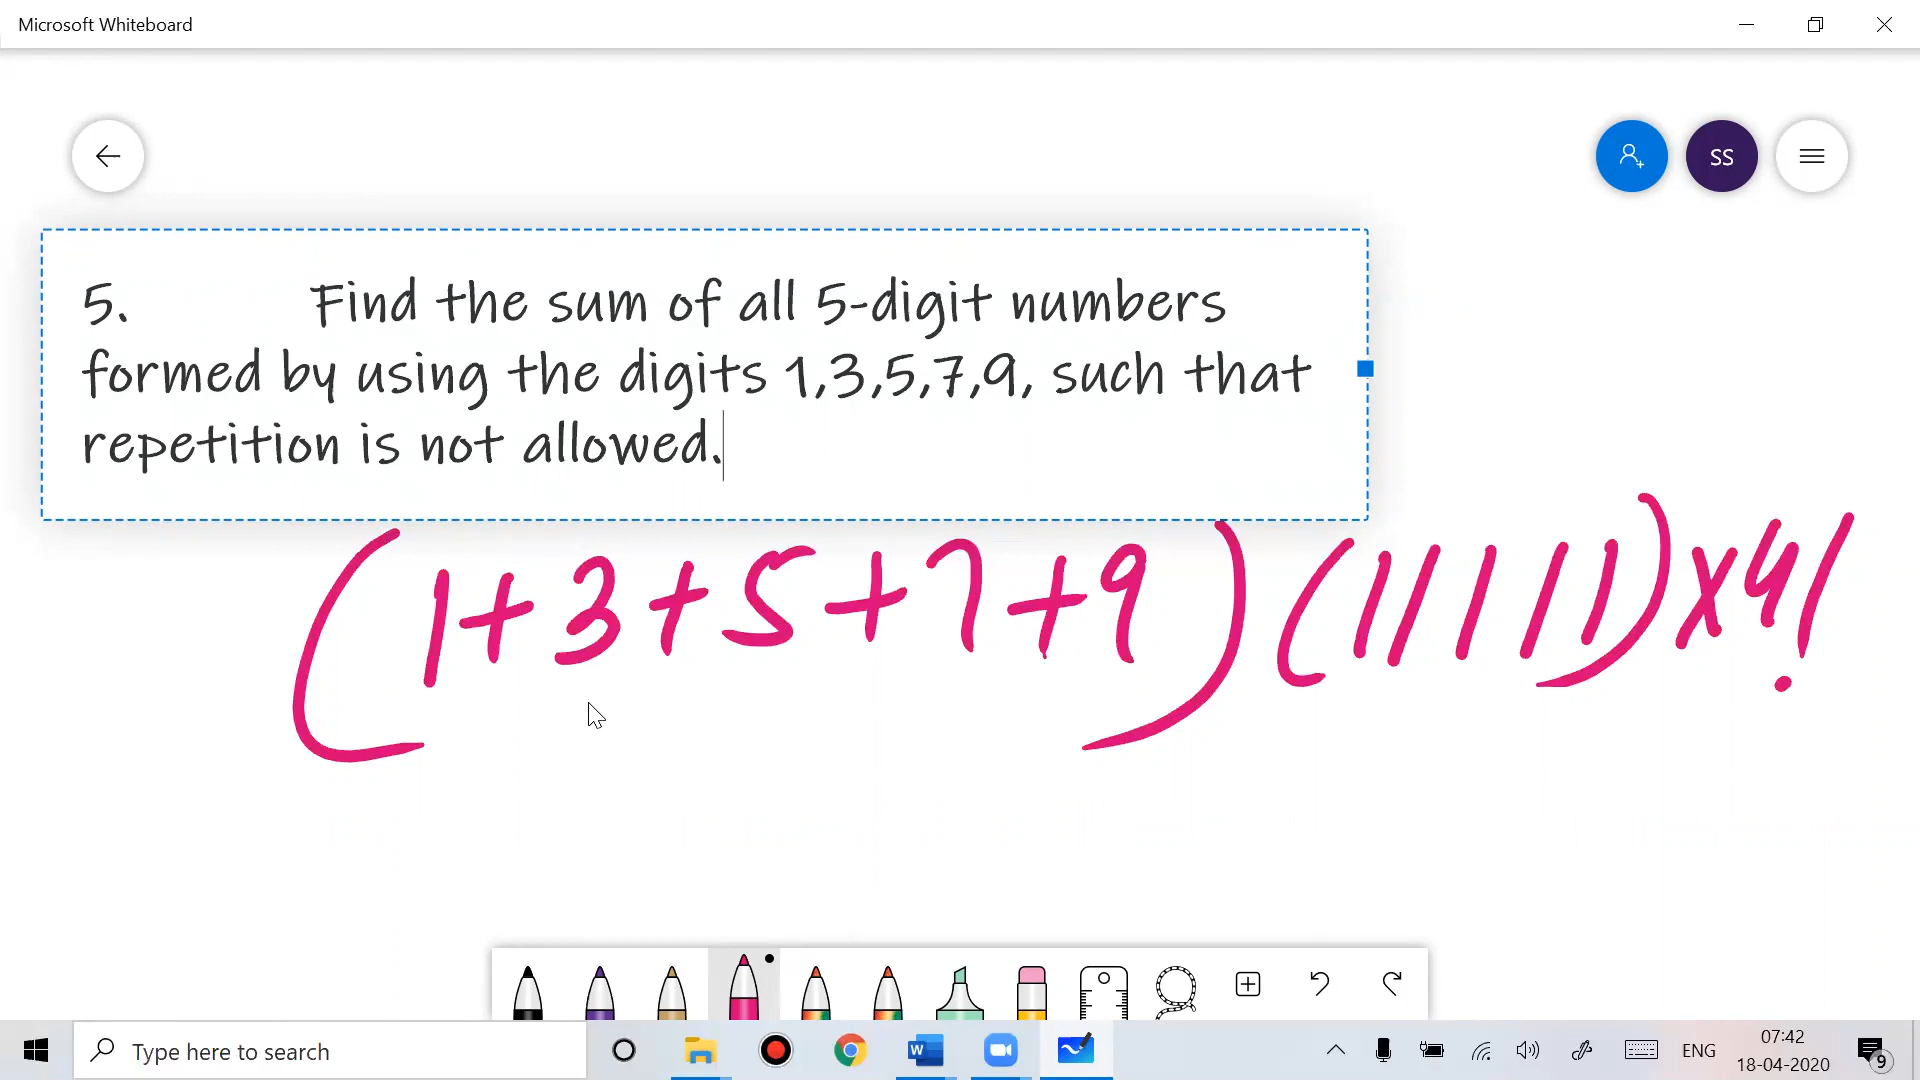 Microsoft Whiteboard
SS
5. Find the sum of all 5-digit numbers
formed by using the digits 1,3,5,7,9, such that
repetition is not allowed.
(1+3+5+7+9)(11111)×4!
Type here to search
W
ENG
07:42
18-04-2020
9